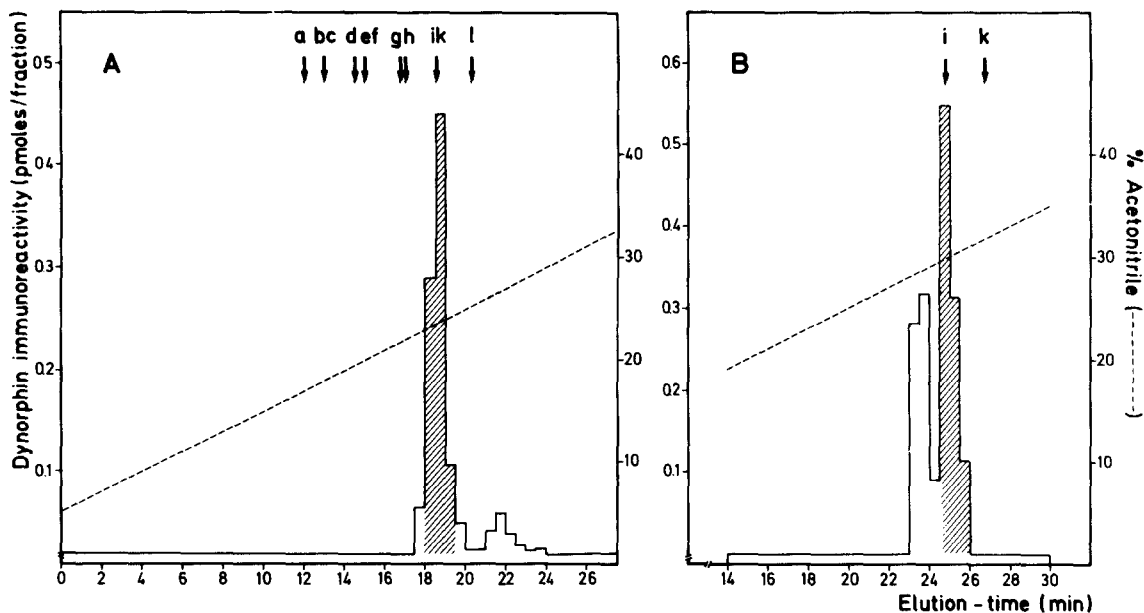 A
a bc d ef gh ik l
Dynorphin immunoreactivity (pmoles/fraction)
0.5
0.4
0.3
0.2
0.1
40
30
20
10
0 2 4 6 8 10 12 14 16 18 20 22 24 26
B
i k
0.6
0.5
0.4
0.3
0.2
0.1
40
30
20
10
% Acetonitrile (------)
14 16 18 20 22 24 26 28 30
Elution-time (min)